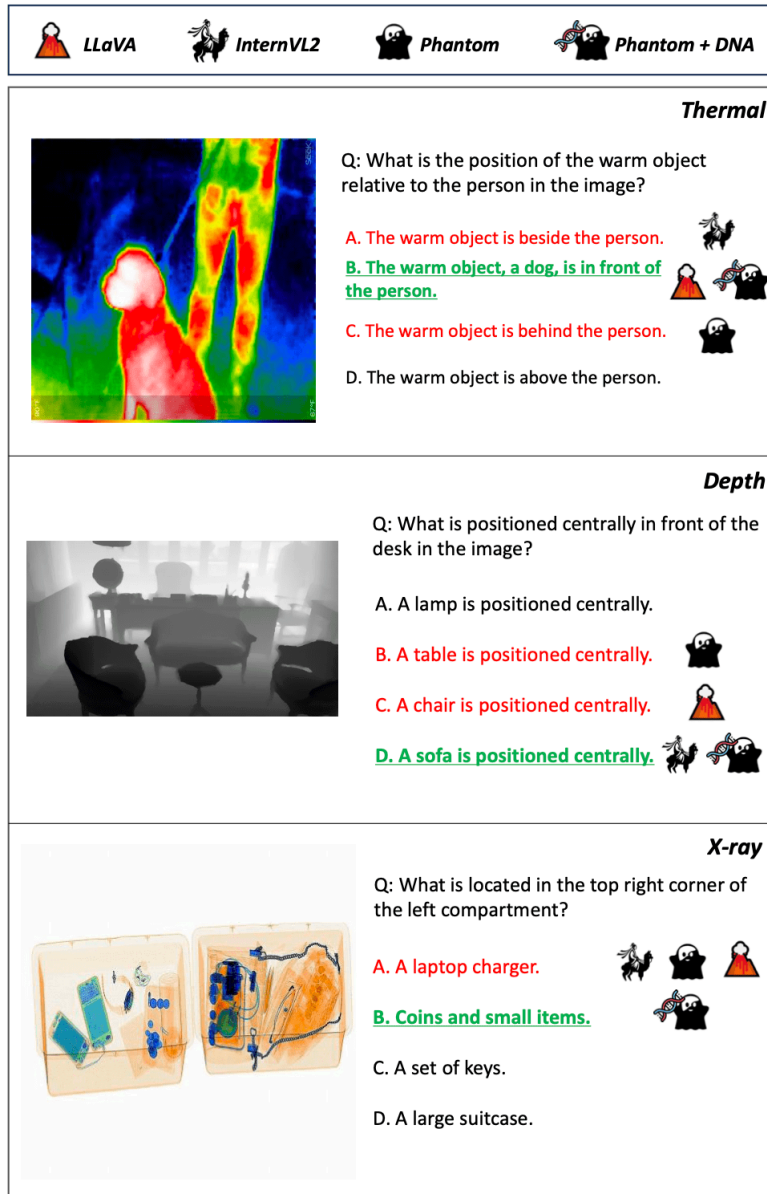 LLaVA InternVL2 Phantom Phantom + DNA
Thermal
Q: What is the position of the warm object
relative to the person in the image?
A. The warm object is beside the person.
B. The warm object, a dog, is in front of
the person.
C. The warm object is behind the person.
D. The warm object is above the person.
SEEK
90°F
67°F
Depth
Q: What is positioned centrally in front of the
desk in the image?
A. A lamp is positioned centrally.
B. A table is positioned centrally.
C. A chair is positioned centrally.
D. A sofa is positioned centrally.
X-ray
Q: What is located in the top right corner of
the left compartment?
A. A laptop charger.
B. Coins and small items.
C. A set of keys.
D. A large suitcase.